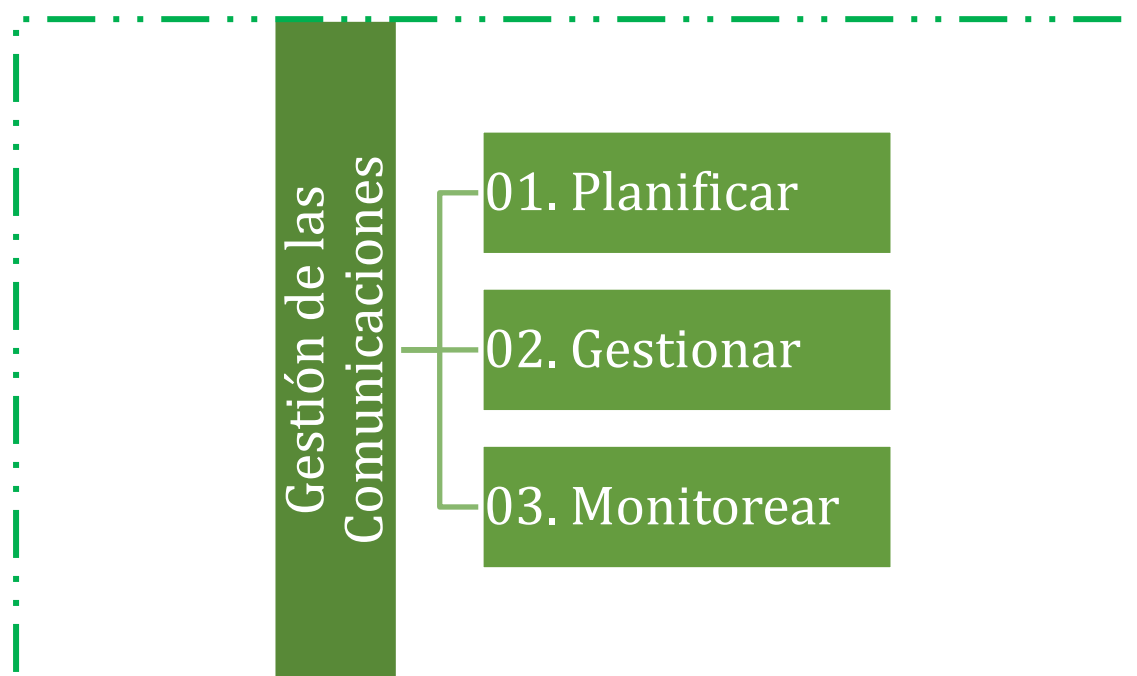 Gestión de las
Comunicaciones
01. Planificar
02. Gestionar
03. Monitorear